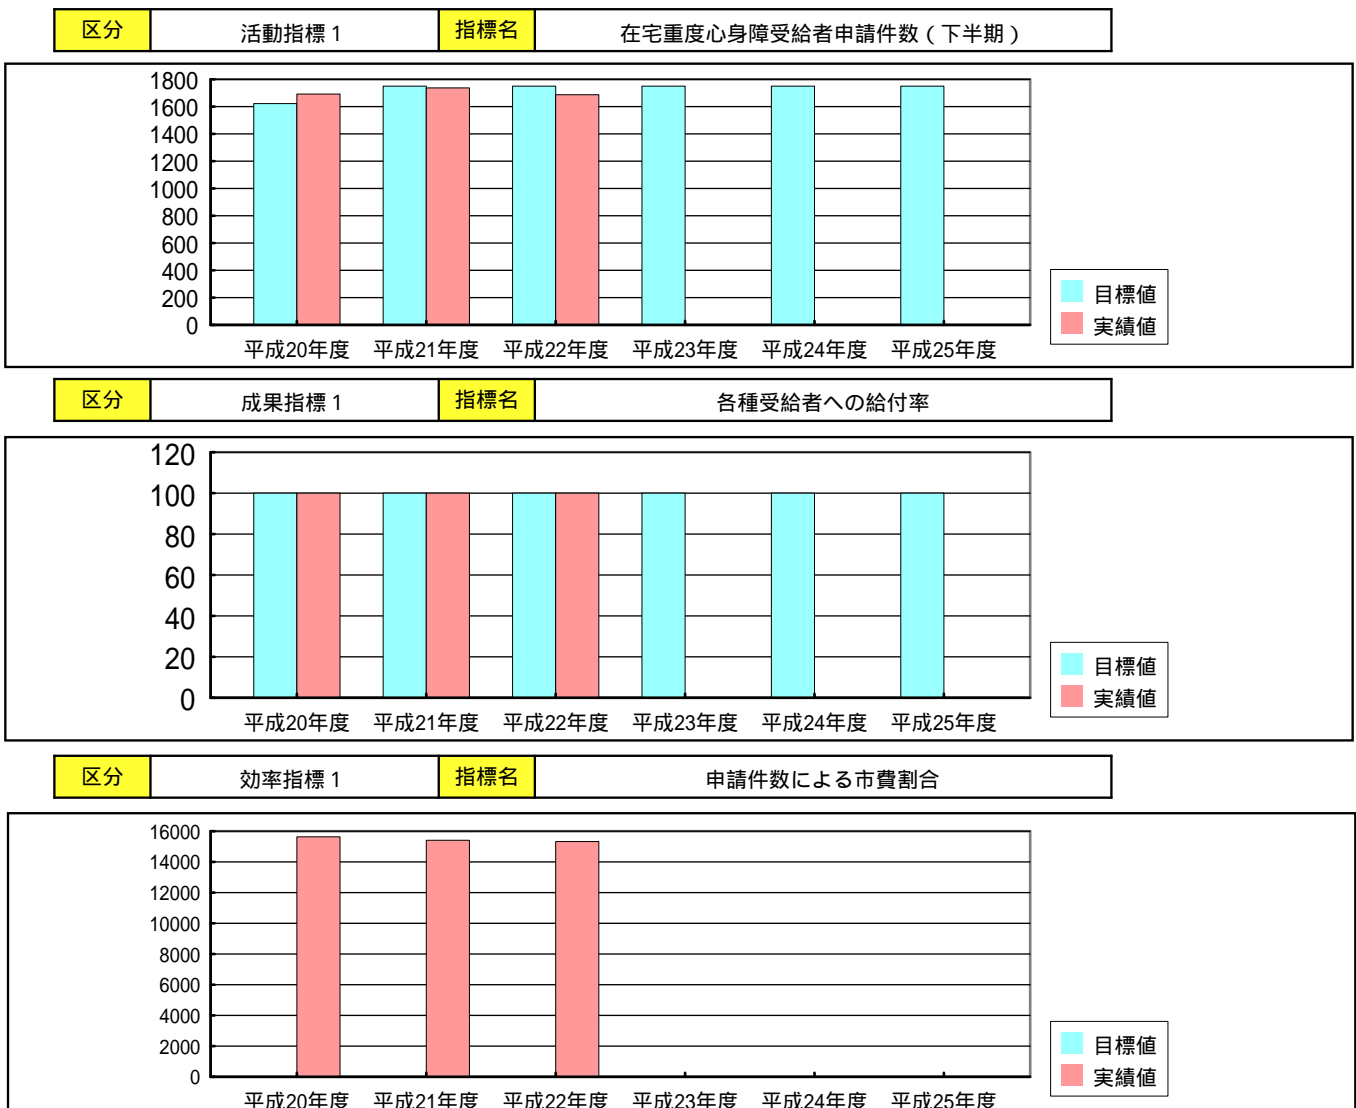 区分 活動指標１ 指標名 在宅重度心身障受給者申請件数（下半期）
1800
1600
1400
1200
1000
800
600
400
200
0
平成20年度 平成21年度 平成22年度 平成23年度 平成24年度 平成25年度
目標値
実績値
区分 成果指標１ 指標名 各種受給者への給付率
120
100
80
60
40
20
0
平成20年度 平成21年度 平成22年度 平成23年度 平成24年度 平成25年度
目標値
実績値
区分 効率指標１ 指標名 申請件数による市費割合
16000
14000
12000
10000
8000
6000
4000
2000
0
平成20年度 平成21年度 平成22年度 平成23年度 平成24年度 平成25年度
目標値
実績値